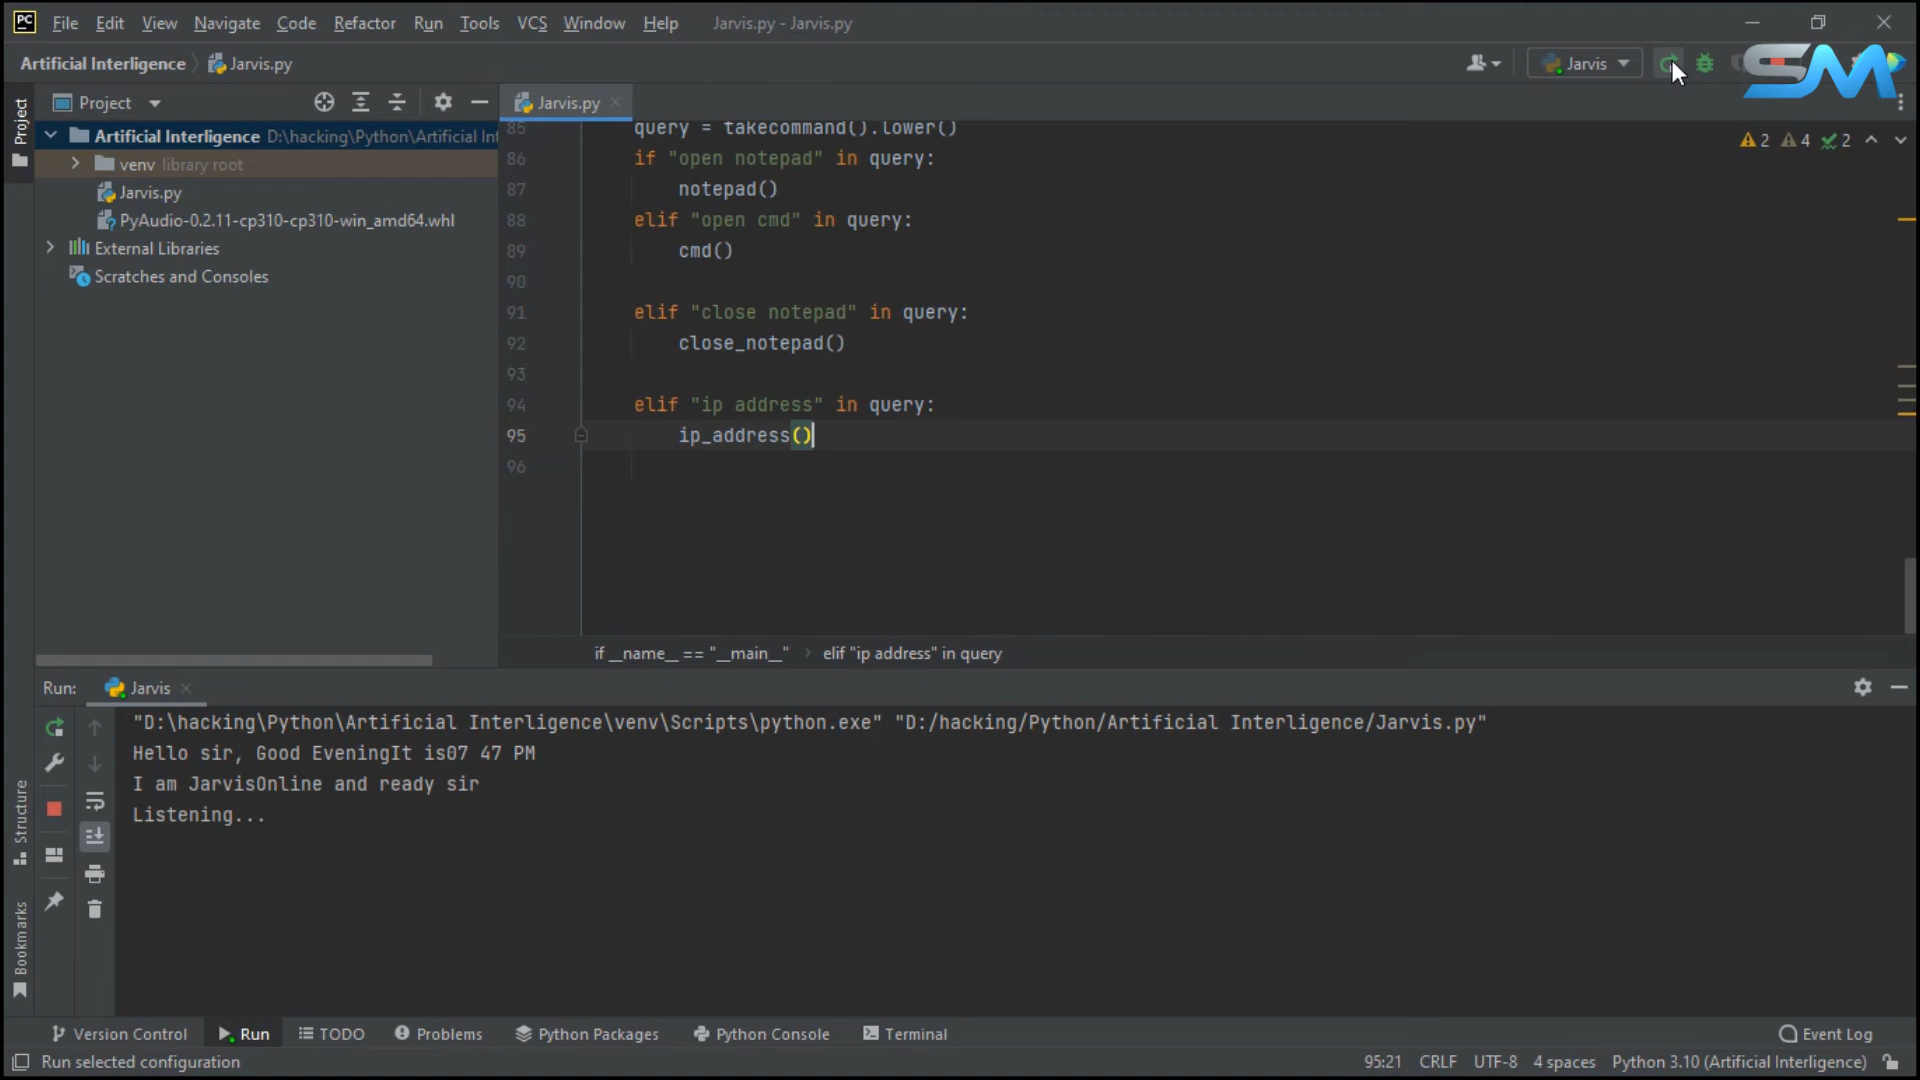 PC File Edit View Navigate Code Refactor Run Tools VCS Window Help Jarvis.py - Jarvis.py
Artificial Interligence Jarvis.py Jarvis
SM
Project Jarvis.py
Project
Artificial Interligence D:\hacking\Python\Artificial Int
venv library root
Jarvis.py
PyAudio-0.2.11-cp310-cp310-win_amd64.whl
External Libraries
Scratches and Consoles
2 4 2
85 query = takecommand().lower()
86 if "open notepad" in query:
87 notepad()
88 elif "open cmd" in query:
89 cmd()
90
91 elif "close notepad" in query:
92 close_notepad()
93
94 elif "ip address" in query:
95 ip_address()
96
if __name__ == "__main__" elif "ip address" in query
Run: Jarvis
"D:\hacking\Python\Artificial Interligence\venv\Scripts\python.exe" "D:/hacking/Python/Artificial Interligence/Jarvis.py"
Hello sir, Good EveningIt is07 47 PM
I am JarvisOnline and ready sir
Listening...
Structure
Bookmarks
Version Control Run TODO Problems Python Packages Python Console Terminal Event Log
Run selected configuration 95:21 CRLF UTF-8 4 spaces Python 3.10 (Artificial Interligence)